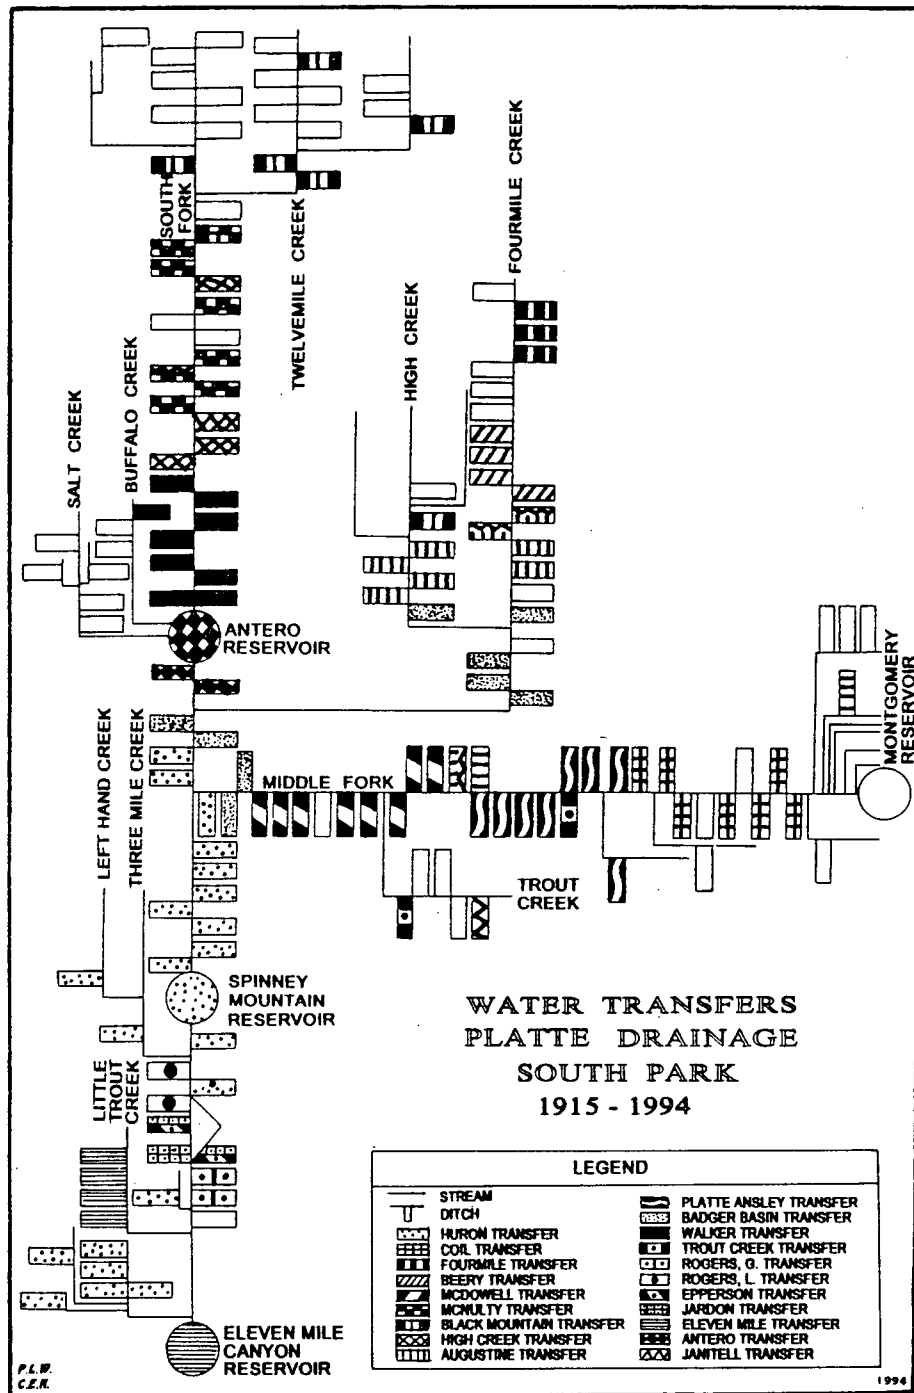 SOUTH
FORK
TWELVEMILE CREEK
FOURMILE CREEK
HIGH CREEK
BUFFALO CREEK
SALT CREEK
ANTERO
RESERVOIR
MONTGOMERY
RESERVOIR
LEFT HAND CREEK
THREE MILE CREEK
MIDDLE FORK
TROUT
CREEK
SPINNEY
MOUNTAIN
RESERVOIR
LITTLE
TROUT
CREEK
WATER TRANSFERS
PLATTE DRAINAGE
SOUTH PARK
1915 - 1994
LEGEND
STREAM
DITCH
HURON TRANSFER
COIL TRANSFER
FOURMILE TRANSFER
BEERY TRANSFER
MCDOWELL TRANSFER
MCNULTY TRANSFER
BLACK MOUNTAIN TRANSFER
HIGH CREEK TRANSFER
AUGUSTINE TRANSFER
PLATTE ANSLEY TRANSFER
BADGER BASIN TRANSFER
WALKER TRANSFER
TROUT CREEK TRANSFER
ROGERS, G. TRANSFER
ROGERS, L. TRANSFER
EPPERSON TRANSFER
JARDON TRANSFER
ELEVEN MILE TRANSFER
ANTERO TRANSFER
JANITELL TRANSFER
ELEVEN MILE
CANYON
RESERVOIR
P.L.W.
C.E.H.
1994